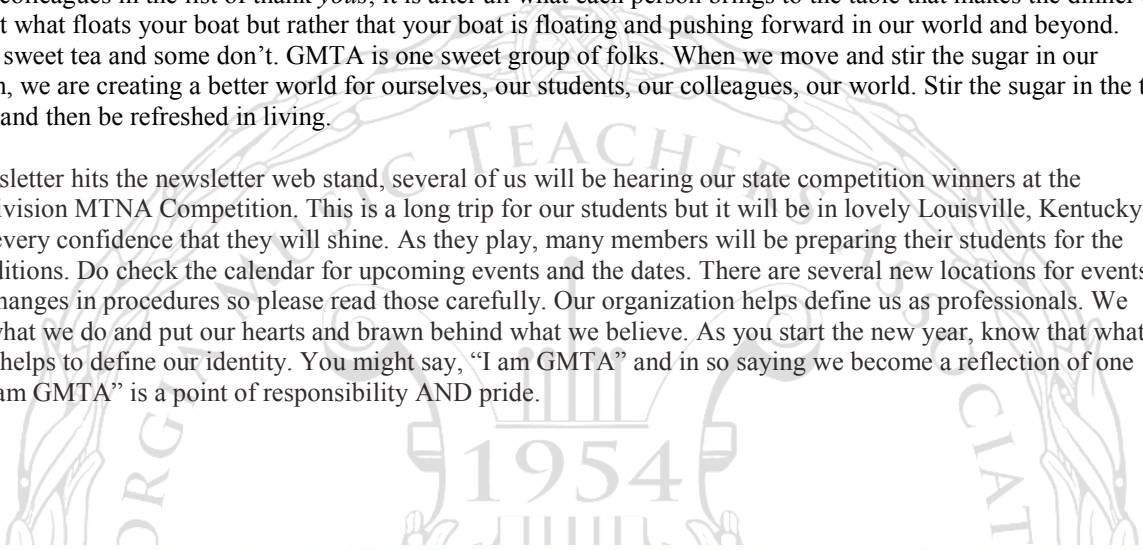 colleagues in the list of thank yous; it is after all what each person brings to the table that makes the dinner
t what floats your boat but rather that your boat is floating and pushing forward in our world and beyond.
sweet tea and some don’t. GMTA is one sweet group of folks. When we move and stir the sugar in our
n, we are creating a better world for ourselves, our students, our colleagues, our world. Stir the sugar in the t
and then be refreshed in living.
sletter hits the newsletter web stand, several of us will be hearing our state competition winners at the
ivision MTNA Competition. This is a long trip for our students but it will be in lovely Louisville, Kentucky
every confidence that they will shine. As they play, many members will be preparing their students for the
ditions. Do check the calendar for upcoming events and the dates. There are several new locations for events
hanges in procedures so please read those carefully. Our organization helps define us as professionals. We
what we do and put our hearts and brawn behind what we believe. As you start the new year, know that what
helps to define our identity. You might say, “I am GMTA” and in so saying we become a reflection of one
am GMTA” is a point of responsibility AND pride.
ORGIA MUSIC TEACHERS ASSOCIAT
1954